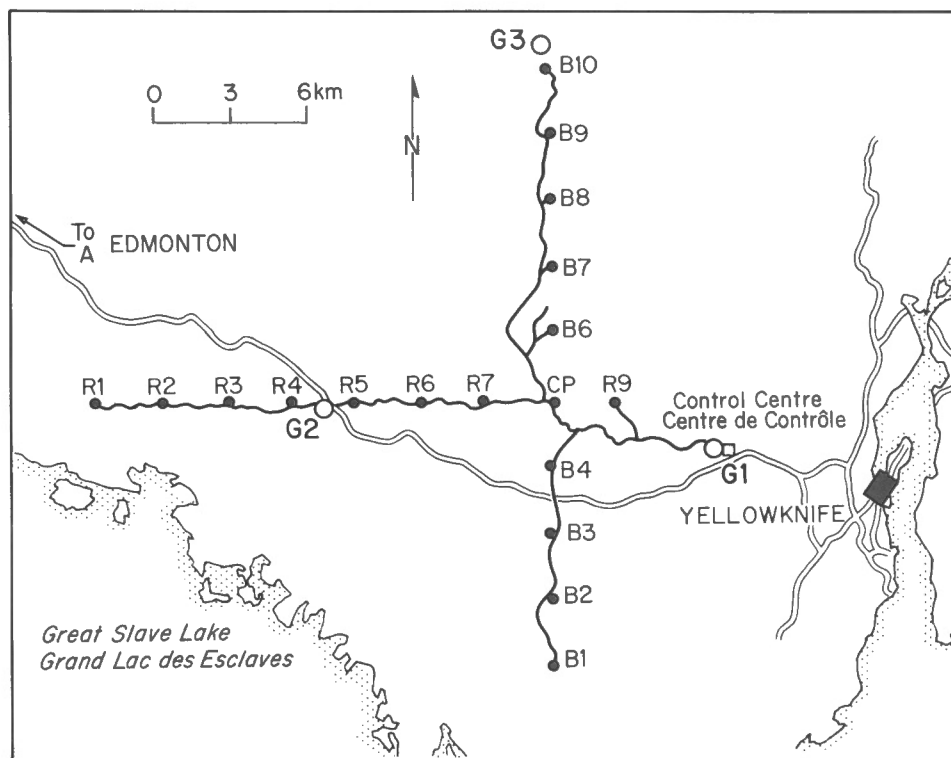 G3
B10
0 3 6 km
N
B9
B8
To
A EDMONTON
B7
B6
R1 R2 R3 R4 R5 R6 R7 CP R9
G2
Control Centre
Centre de Contrôle
G1
B4
YELLOWKNIFE
B3
B2
Great Slave Lake
Grand Lac des Esclaves
B1